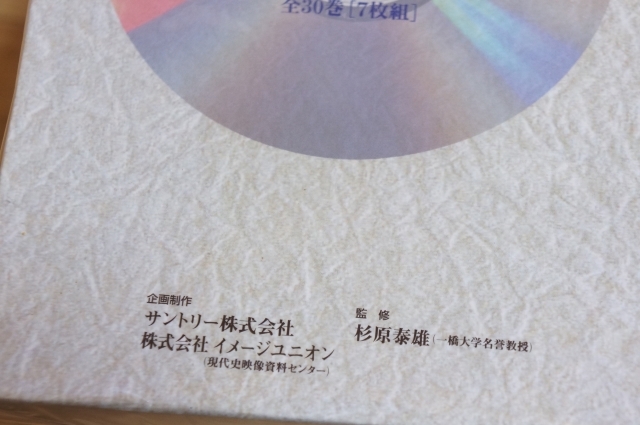 全30巻［7枚組］
企画制作
サントリー株式会社
株式会社 イメージユニオン
（現代史映像資料センター）
監 修
杉原泰雄（一橋大学名誉教授）